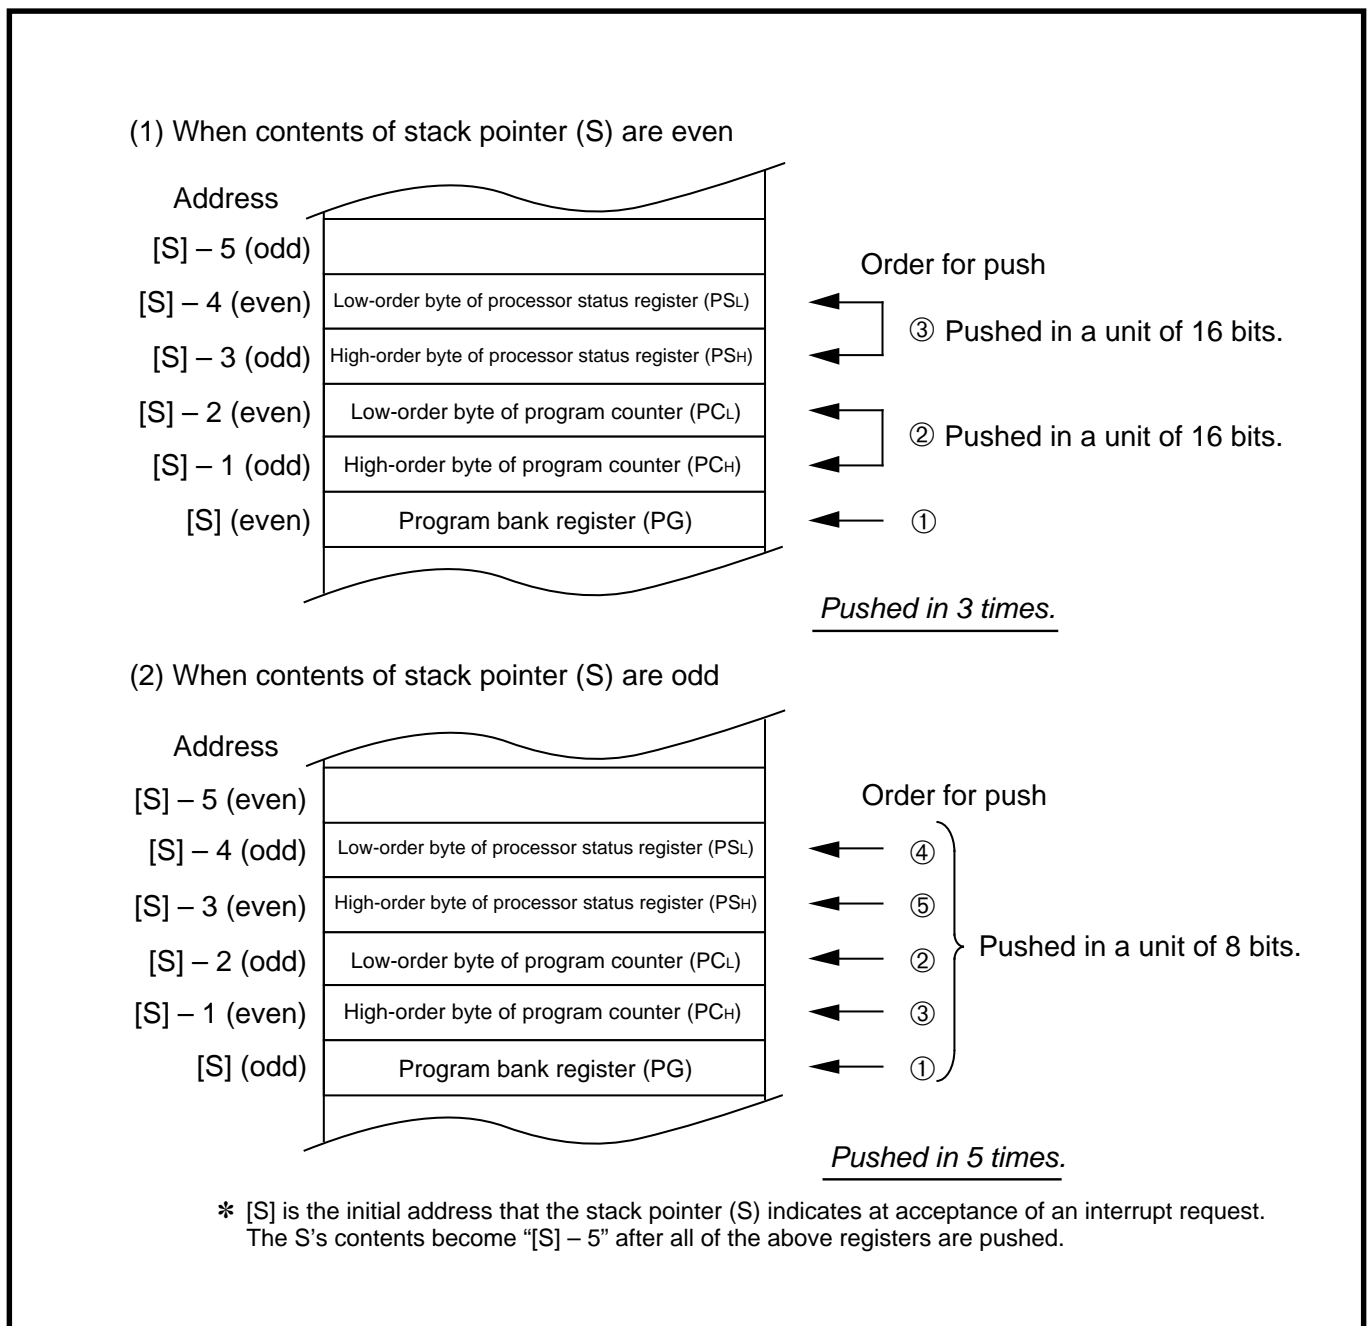 (1) When contents of stack pointer (S) are even
Address
[S] – 5 (odd)
Order for push
[S] – 4 (even) Low-order byte of processor status register (PSL)
③ Pushed in a unit of 16 bits.
[S] – 3 (odd) High-order byte of processor status register (PSH)
[S] – 2 (even) Low-order byte of program counter (PCL)
② Pushed in a unit of 16 bits.
[S] – 1 (odd) High-order byte of program counter (PCH)
[S] (even) Program bank register (PG) ①
Pushed in 3 times.
(2) When contents of stack pointer (S) are odd
Address
[S] – 5 (even) Order for push
[S] – 4 (odd) Low-order byte of processor status register (PSL) ④
[S] – 3 (even) High-order byte of processor status register (PSH) ⑤
Pushed in a unit of 8 bits.
[S] – 2 (odd) Low-order byte of program counter (PCL) ②
[S] – 1 (even) High-order byte of program counter (PCH) ③
[S] (odd) Program bank register (PG) ①
Pushed in 5 times.
✽ [S] is the initial address that the stack pointer (S) indicates at acceptance of an interrupt request.
The S’s contents become “[S] – 5” after all of the above registers are pushed.